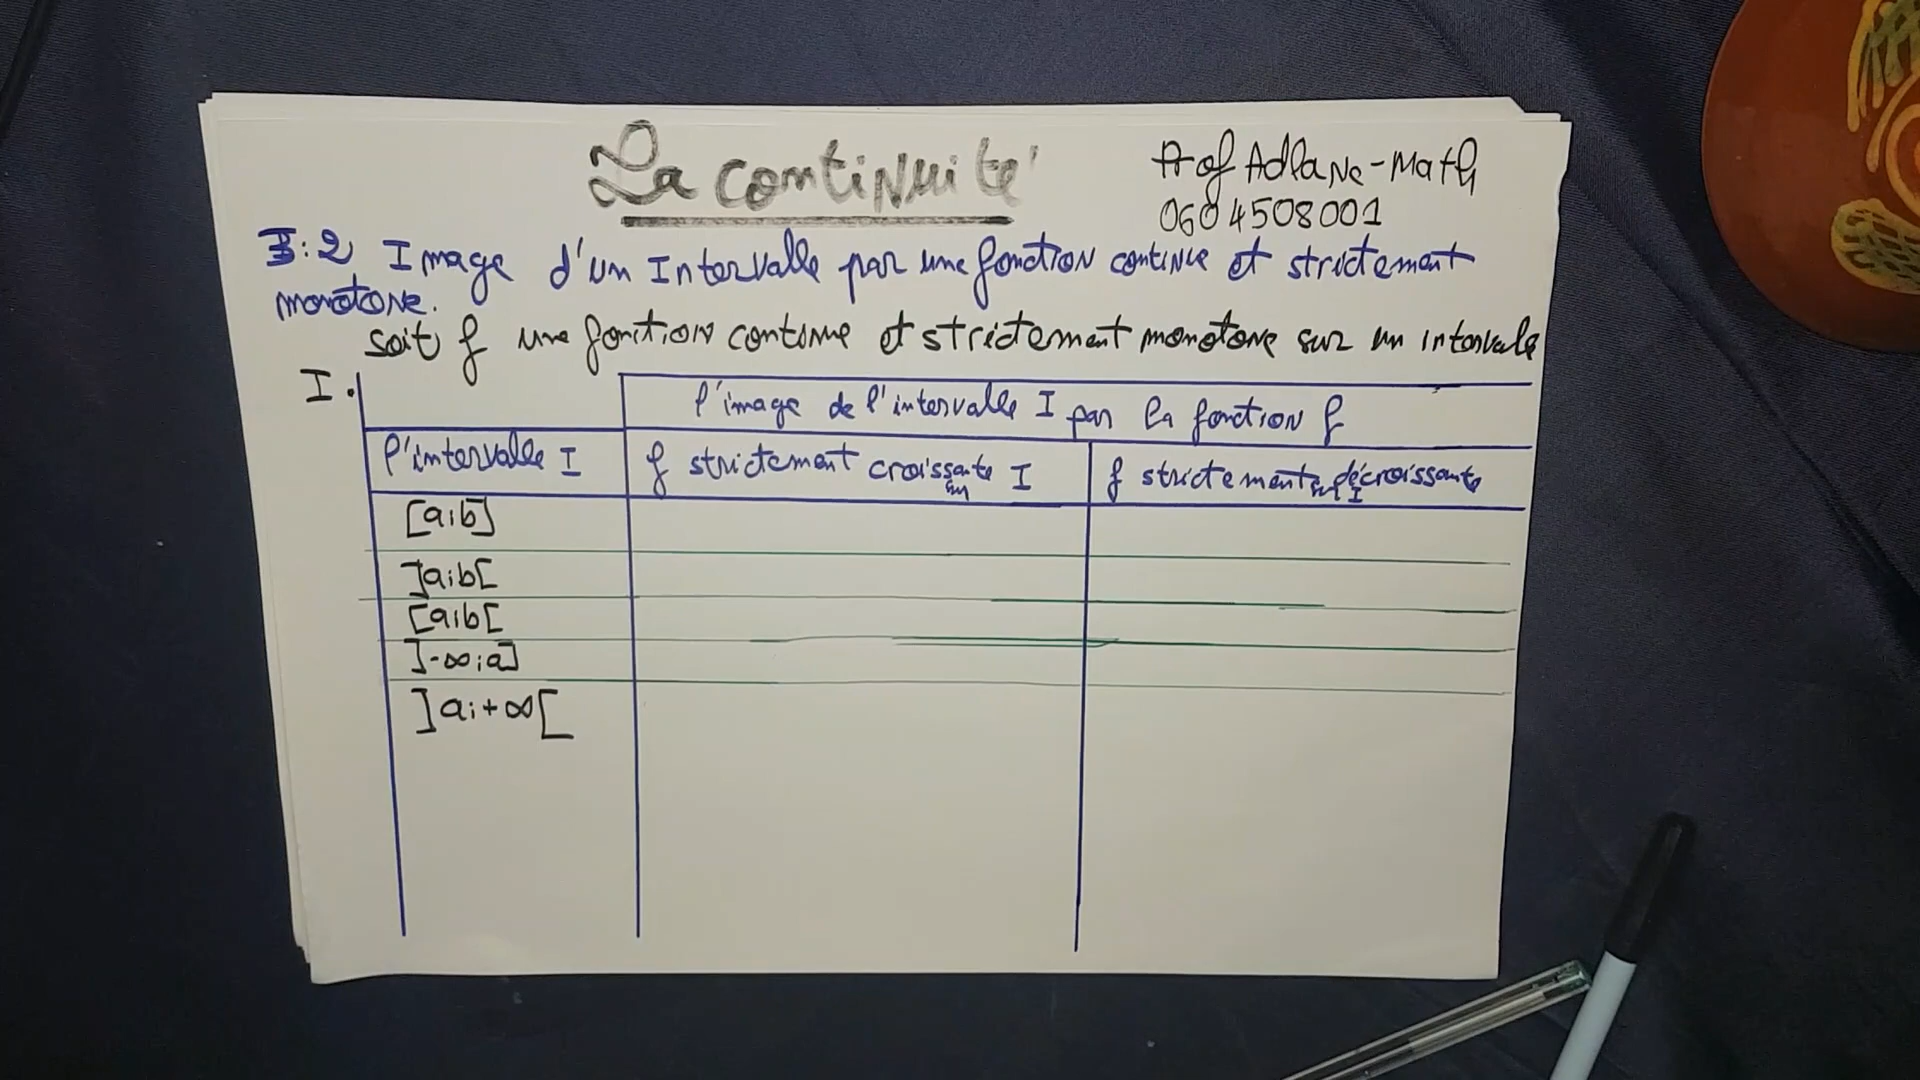 La continuité
Prof Adlane-Math
0604508001
3:2 Image d'un Intervalle par une fonction continue et strictement
monotone.
soit f une fonction continue et strictement monotone sur un intervalle
I.
l'image de l'intervalle I par la fonction f
l'intervalle I
f strictement croissante sur I
f strictement décroissante sur I
[a;b]
]a;b[
[a;b[
]-∞;a]
]a;+∞[